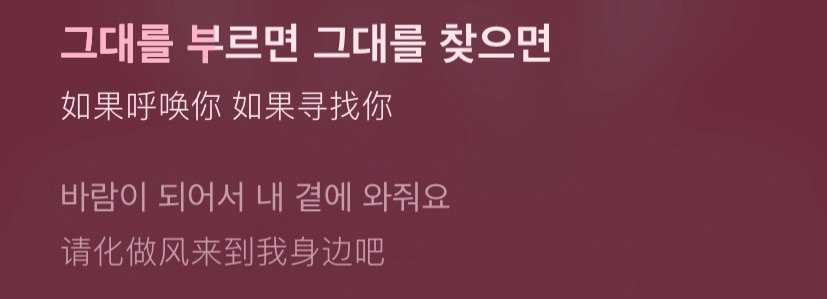 그대를 부르면 그대를 찾으면
如果呼唤你 如果寻找你
바람이 되어서 내 곁에 와줘요
请化做风来到我身边吧